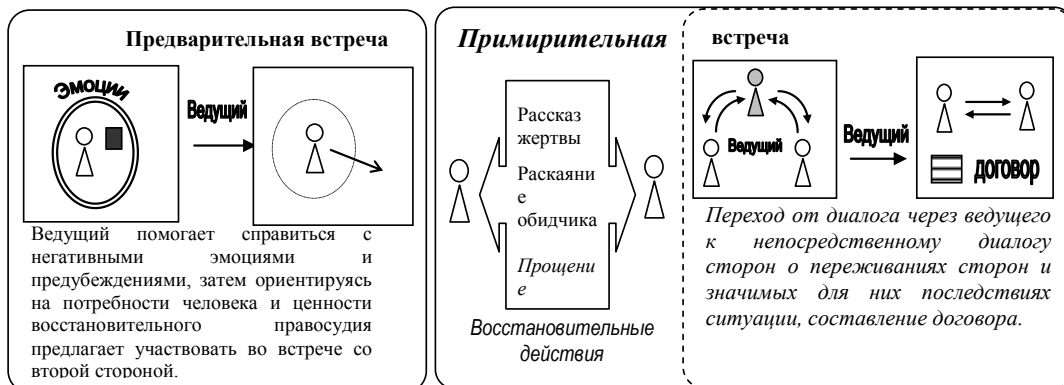 Предварительная встреча
Эмоции
Ведущий
Ведущий помогает справиться с
негативными эмоциями и
предубеждениями, затем ориентируясь
на потребности человека и ценности
восстановительного правосудия
предлагает участвовать во встрече со
второй стороной.
Примирительная встреча
Рассказ
жертвы
Раскаяни
е
обидчика
Прощени
е
Восстановительные
действия
Ведущий
Ведущий
договор
Переход от диалога через ведущего
к непосредственному диалогу
сторон о переживаниях сторон и
значимых для них последствиях
ситуации, составление договора.